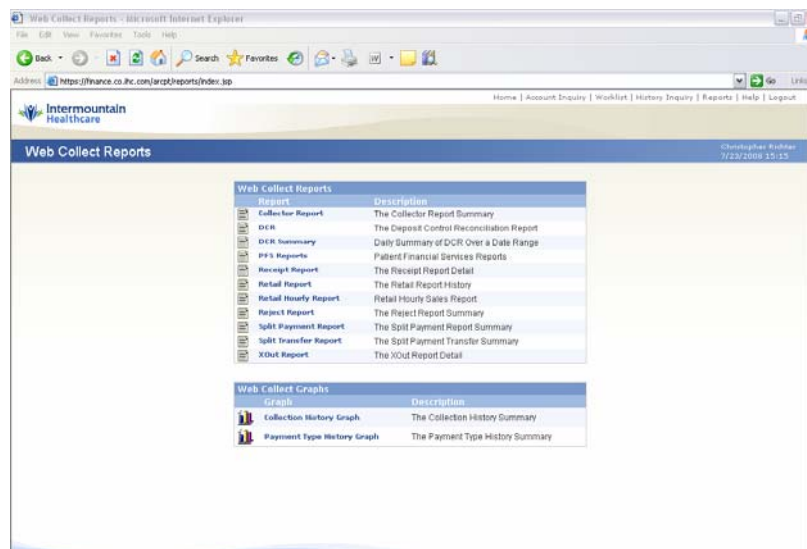 Web Collect Reports - Microsoft Internet Explorer
File Edit View Favorites Tools Help
Back Search Favorites
Address https://finance.co.ihc.com/arcpt/reports/index.jsp Go Links
Home | Account Inquiry | Worklist | History Inquiry | Reports | Help | Logout
Intermountain
Healthcare
Web Collect Reports
Christopher Richter
7/23/2008 15:15
Web Collect Reports
Report Description
Collector Report The Collector Report Summary
DCR The Deposit Control Reconciliation Report
DCR Summary Daily Summary of DCR Over a Date Range
PFS Reports Patient Financial Services Reports
Receipt Report The Receipt Report Detail
Retail Report The Retail Report History
Retail Hourly Report Retail Hourly Sales Report
Reject Report The Reject Report Summary
Split Payment Report The Split Payment Report Summary
Split Transfer Report The Split Payment Transfer Summary
XOut Report The XOut Report Detail
Web Collect Graphs
Graph Description
Collection History Graph The Collection History Summary
Payment Type History Graph The Payment Type History Summary